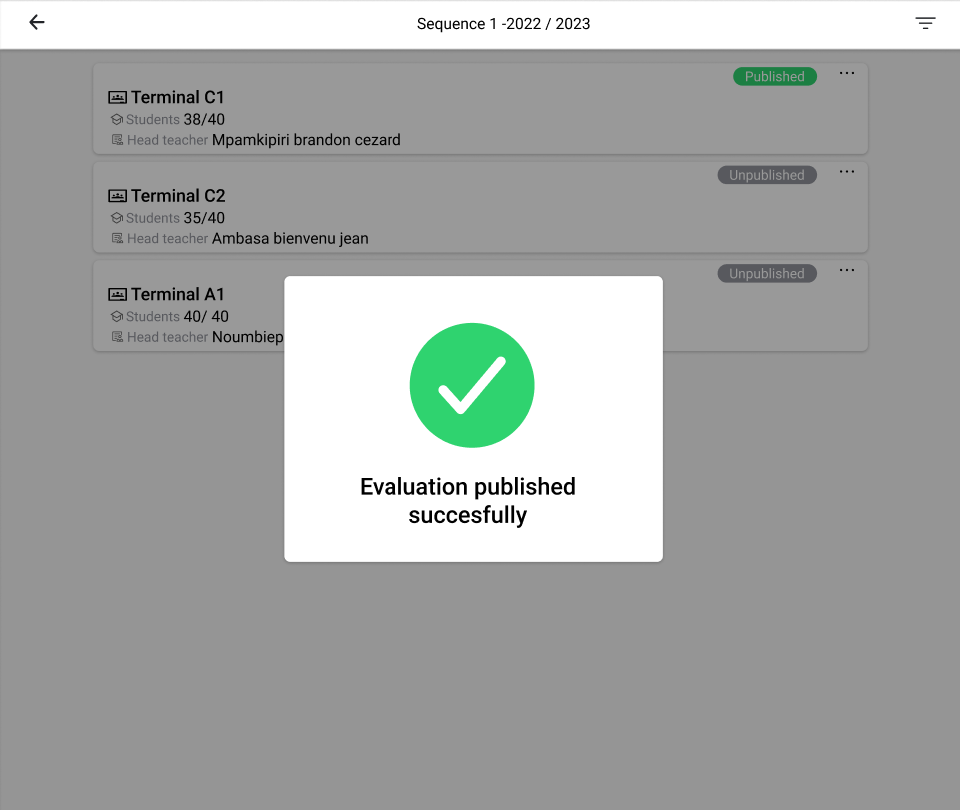 Sequence 1 -2022 / 2023
Published
Terminal C1
Students 38/40
Head teacher Mpamkipiri brandon cezard
Unpublished
Terminal C2
Students 35/40
Head teacher Ambasa bienvenu jean
Unpublished
Terminal A1
Students 40/ 40
Head teacher Noumbiep
Evaluation published
succesfully